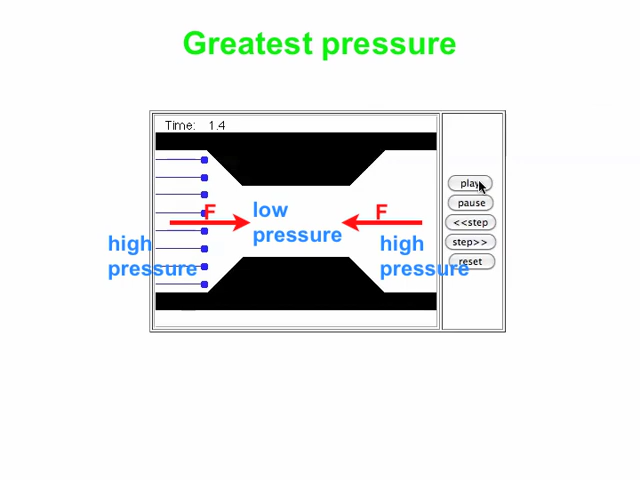 Greatest pressure
Time: 1.4
play
pause
<<step
step>>
reset
F
low
pressure
F
high
pressure
high
pressure